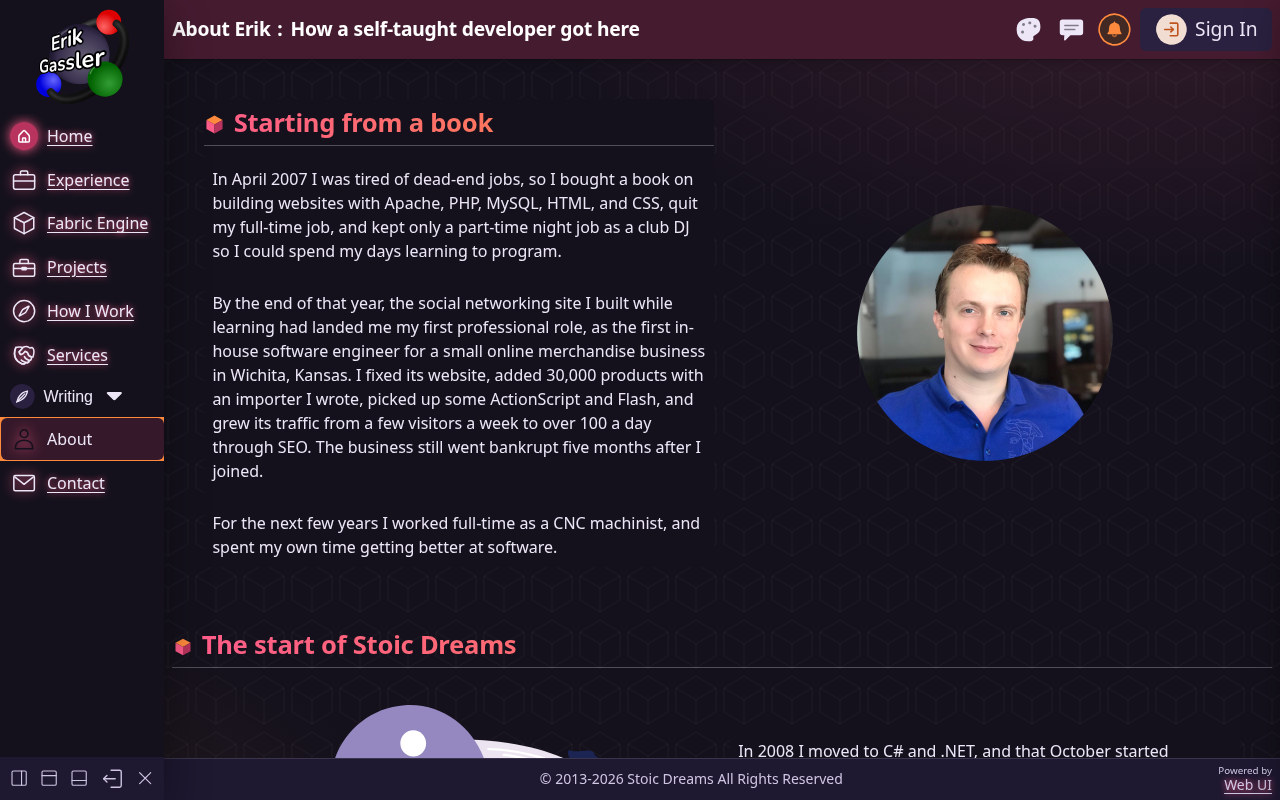 Erik
Gassler
Home
Experience
Fabric Engine
Projects
How I Work
Services
Writing
About
Contact
About Erik : How a self-taught developer got here
Sign In
Starting from a book
In April 2007 I was tired of dead-end jobs, so I bought a book on
building websites with Apache, PHP, MySQL, HTML, and CSS, quit
my full-time job, and kept only a part-time night job as a club DJ
so I could spend my days learning to program.
By the end of that year, the social networking site I built while
learning had landed me my first professional role, as the first in-
house software engineer for a small online merchandise business
in Wichita, Kansas. I fixed its website, added 30,000 products with
an importer I wrote, picked up some ActionScript and Flash, and
grew its traffic from a few visitors a week to over 100 a day
through SEO. The business still went bankrupt five months after I
joined.
For the next few years I worked full-time as a CNC machinist, and
spent my own time getting better at software.
The start of Stoic Dreams
In 2008 I moved to C# and .NET, and that October started
© 2013-2026 Stoic Dreams All Rights Reserved
Powered by
Web UI